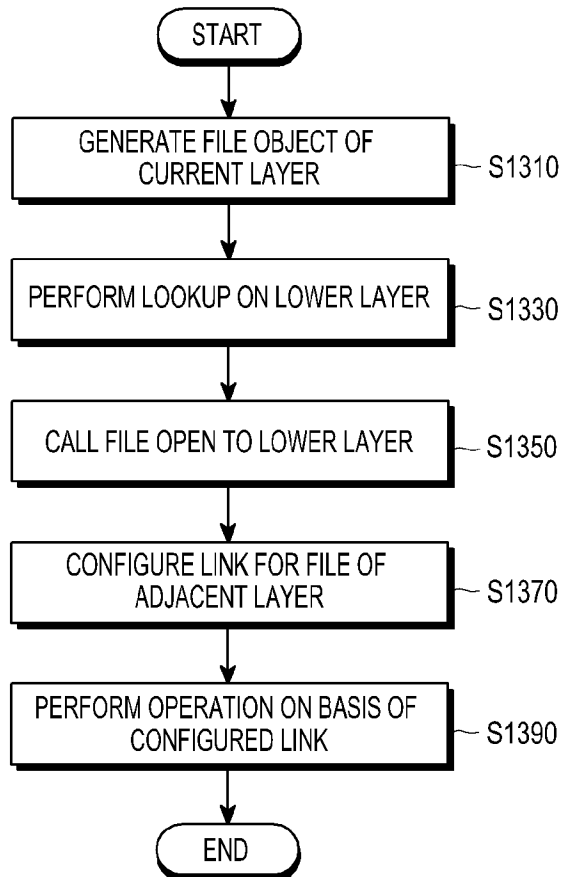 START
GENERATE FILE OBJECT OF
CURRENT LAYER
S1310
PERFORM LOOKUP ON LOWER LAYER
S1330
CALL FILE OPEN TO LOWER LAYER
S1350
CONFIGURE LINK FOR FILE OF
ADJACENT LAYER
S1370
PERFORM OPERATION ON BASIS OF
CONFIGURED LINK
S1390
END